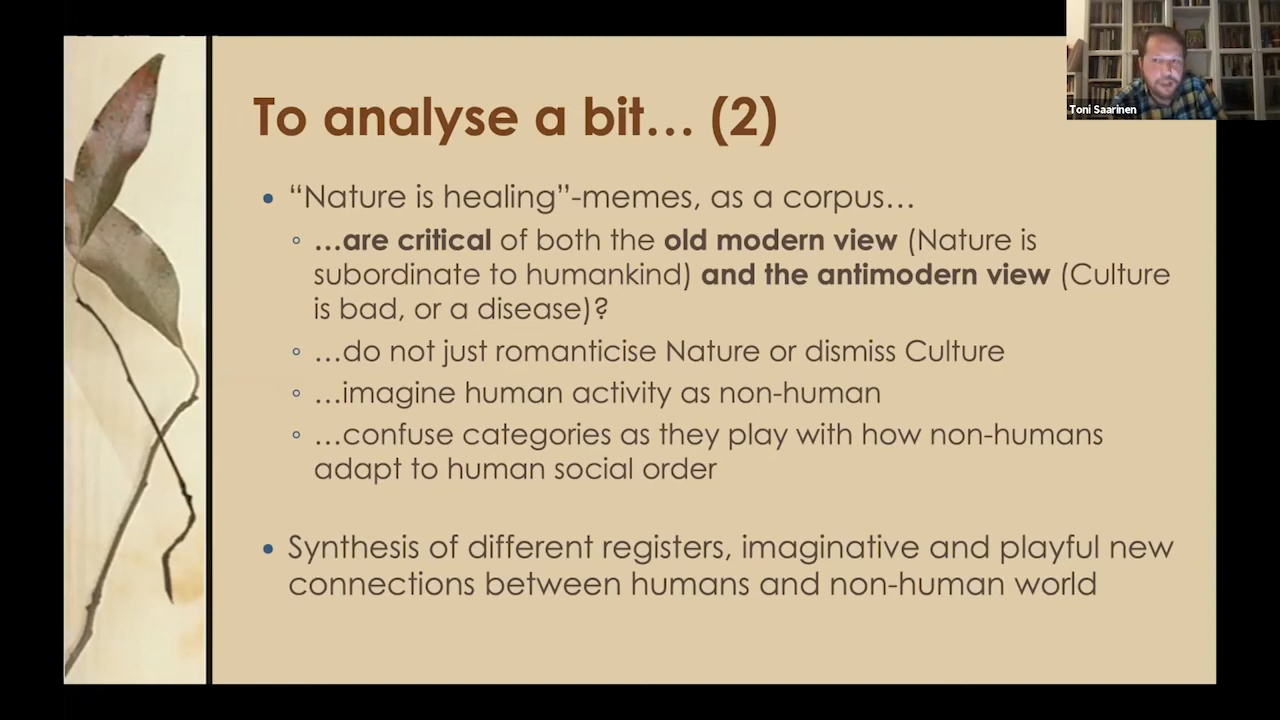 To analyse a bit… (2)
Toni Saarinen
• “Nature is healing”-memes, as a corpus…
◦ …are critical of both the old modern view (Nature is
subordinate to humankind) and the antimodern view (Culture
is bad, or a disease)?
◦ …do not just romanticise Nature or dismiss Culture
◦ …imagine human activity as non-human
◦ …confuse categories as they play with how non-humans
adapt to human social order
• Synthesis of different registers, imaginative and playful new
connections between humans and non-human world